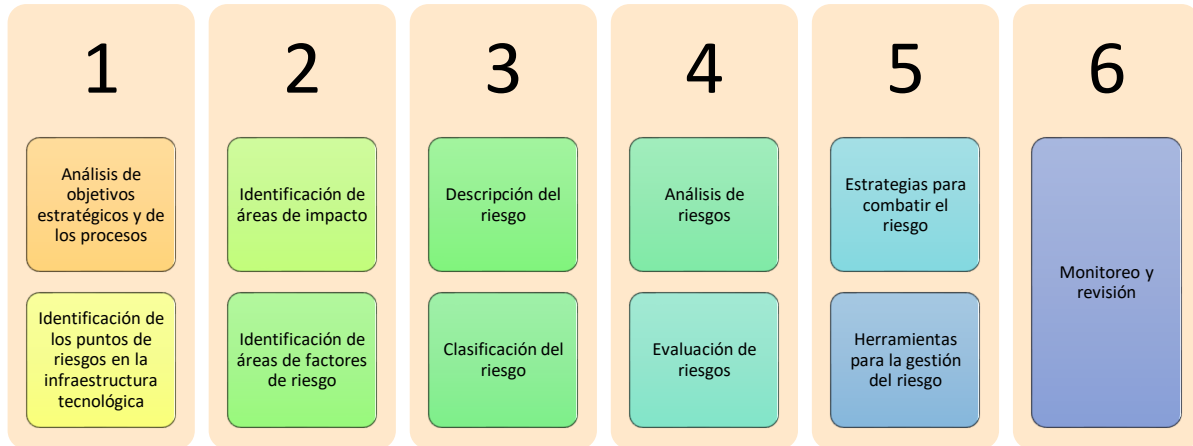 1
Análisis de
objetivos
estratégicos y de
los procesos
Identificación de
los puntos de
riesgos en la
infraestructura
tecnológica
2
Identificación de
áreas de impacto
Identificación de
áreas de factores
de riesgo
3
Descripción del
riesgo
Clasificación del
riesgo
4
Análisis de
riesgos
Evaluación de
riesgos
5
Estrategias para
combatir el
riesgo
Herramientas
para la gestión
del riesgo
6
Monitoreo y
revisión